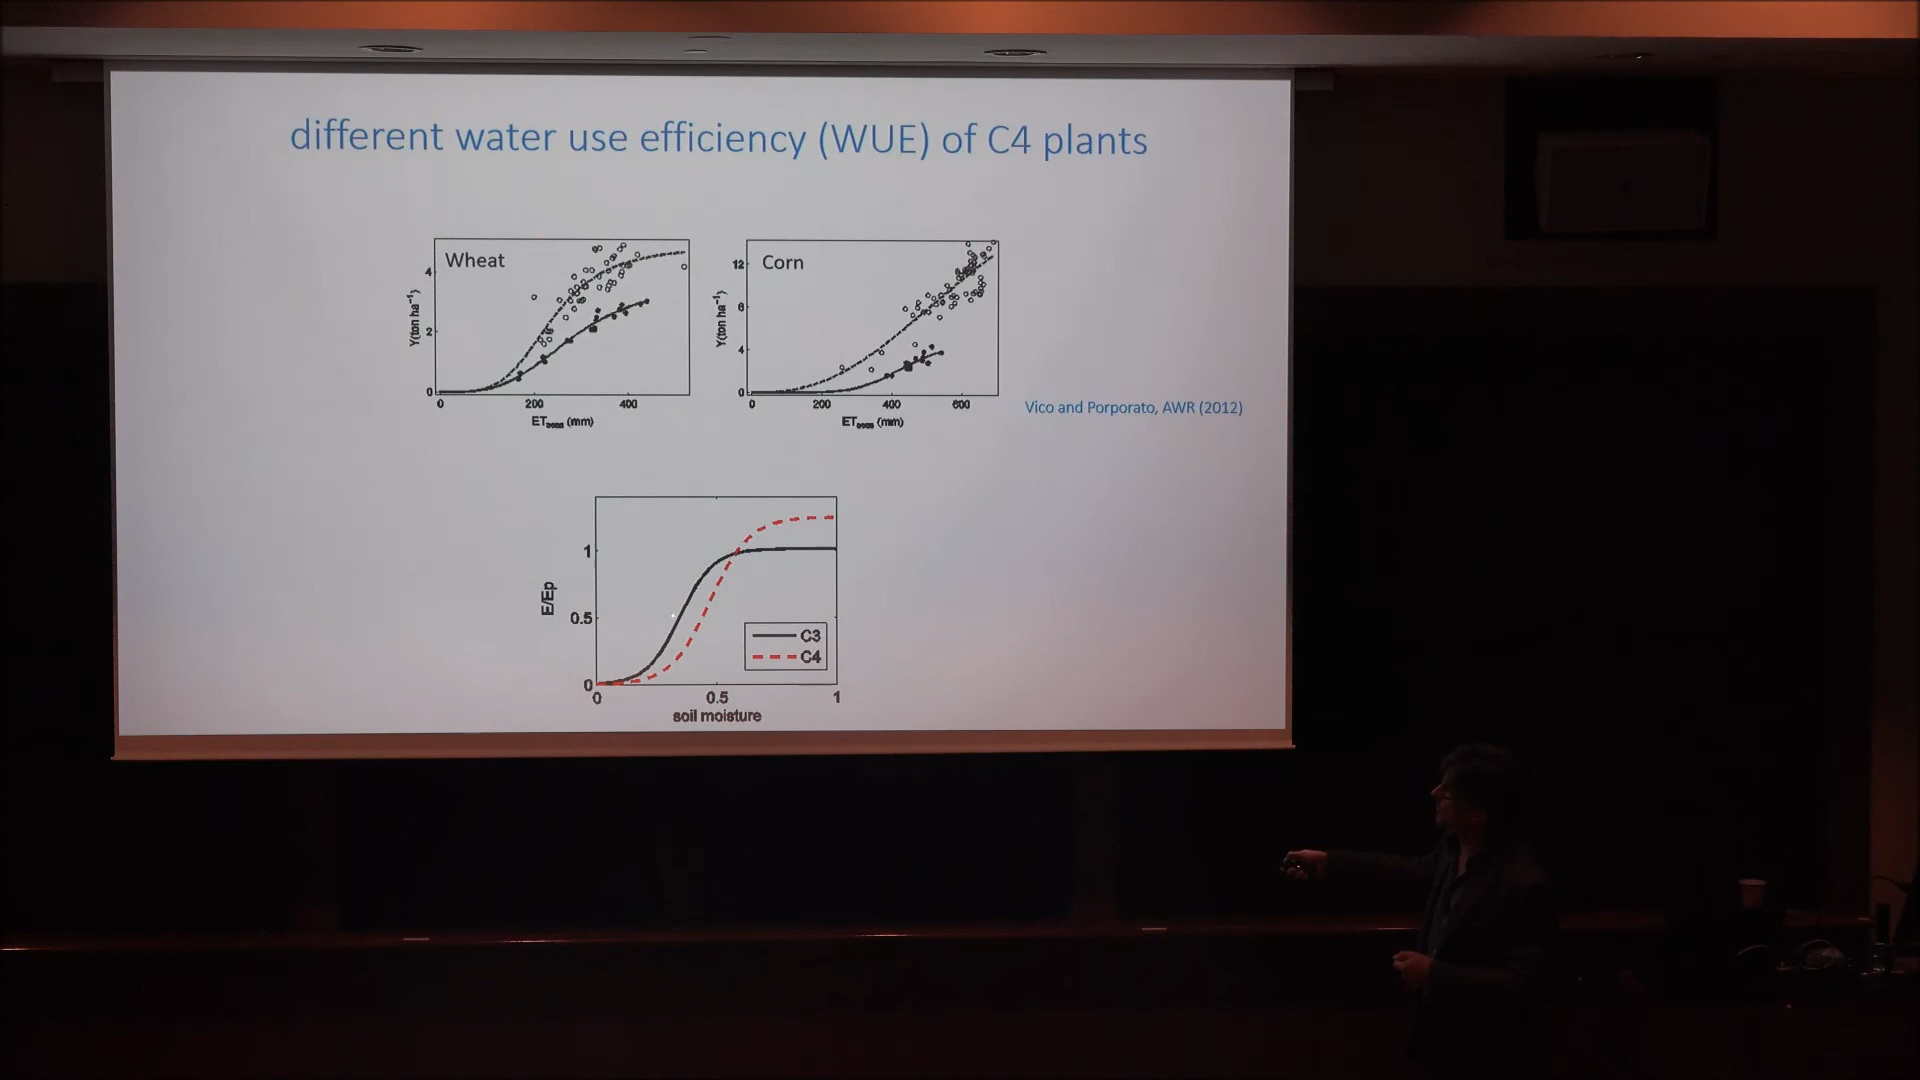 different water use efficiency (WUE) of C4 plants
Wheat
Y(ton ha⁻¹)
4
2
0
0 200 400
(mm)
Corn
Y(ton ha⁻¹)
12
8
4
0
0 200 400 600
(mm)
Vico and Porporato, AWR (2012)
E/Ep
1
0.5
0
C3
C4
0 0.5 1
soil moisture